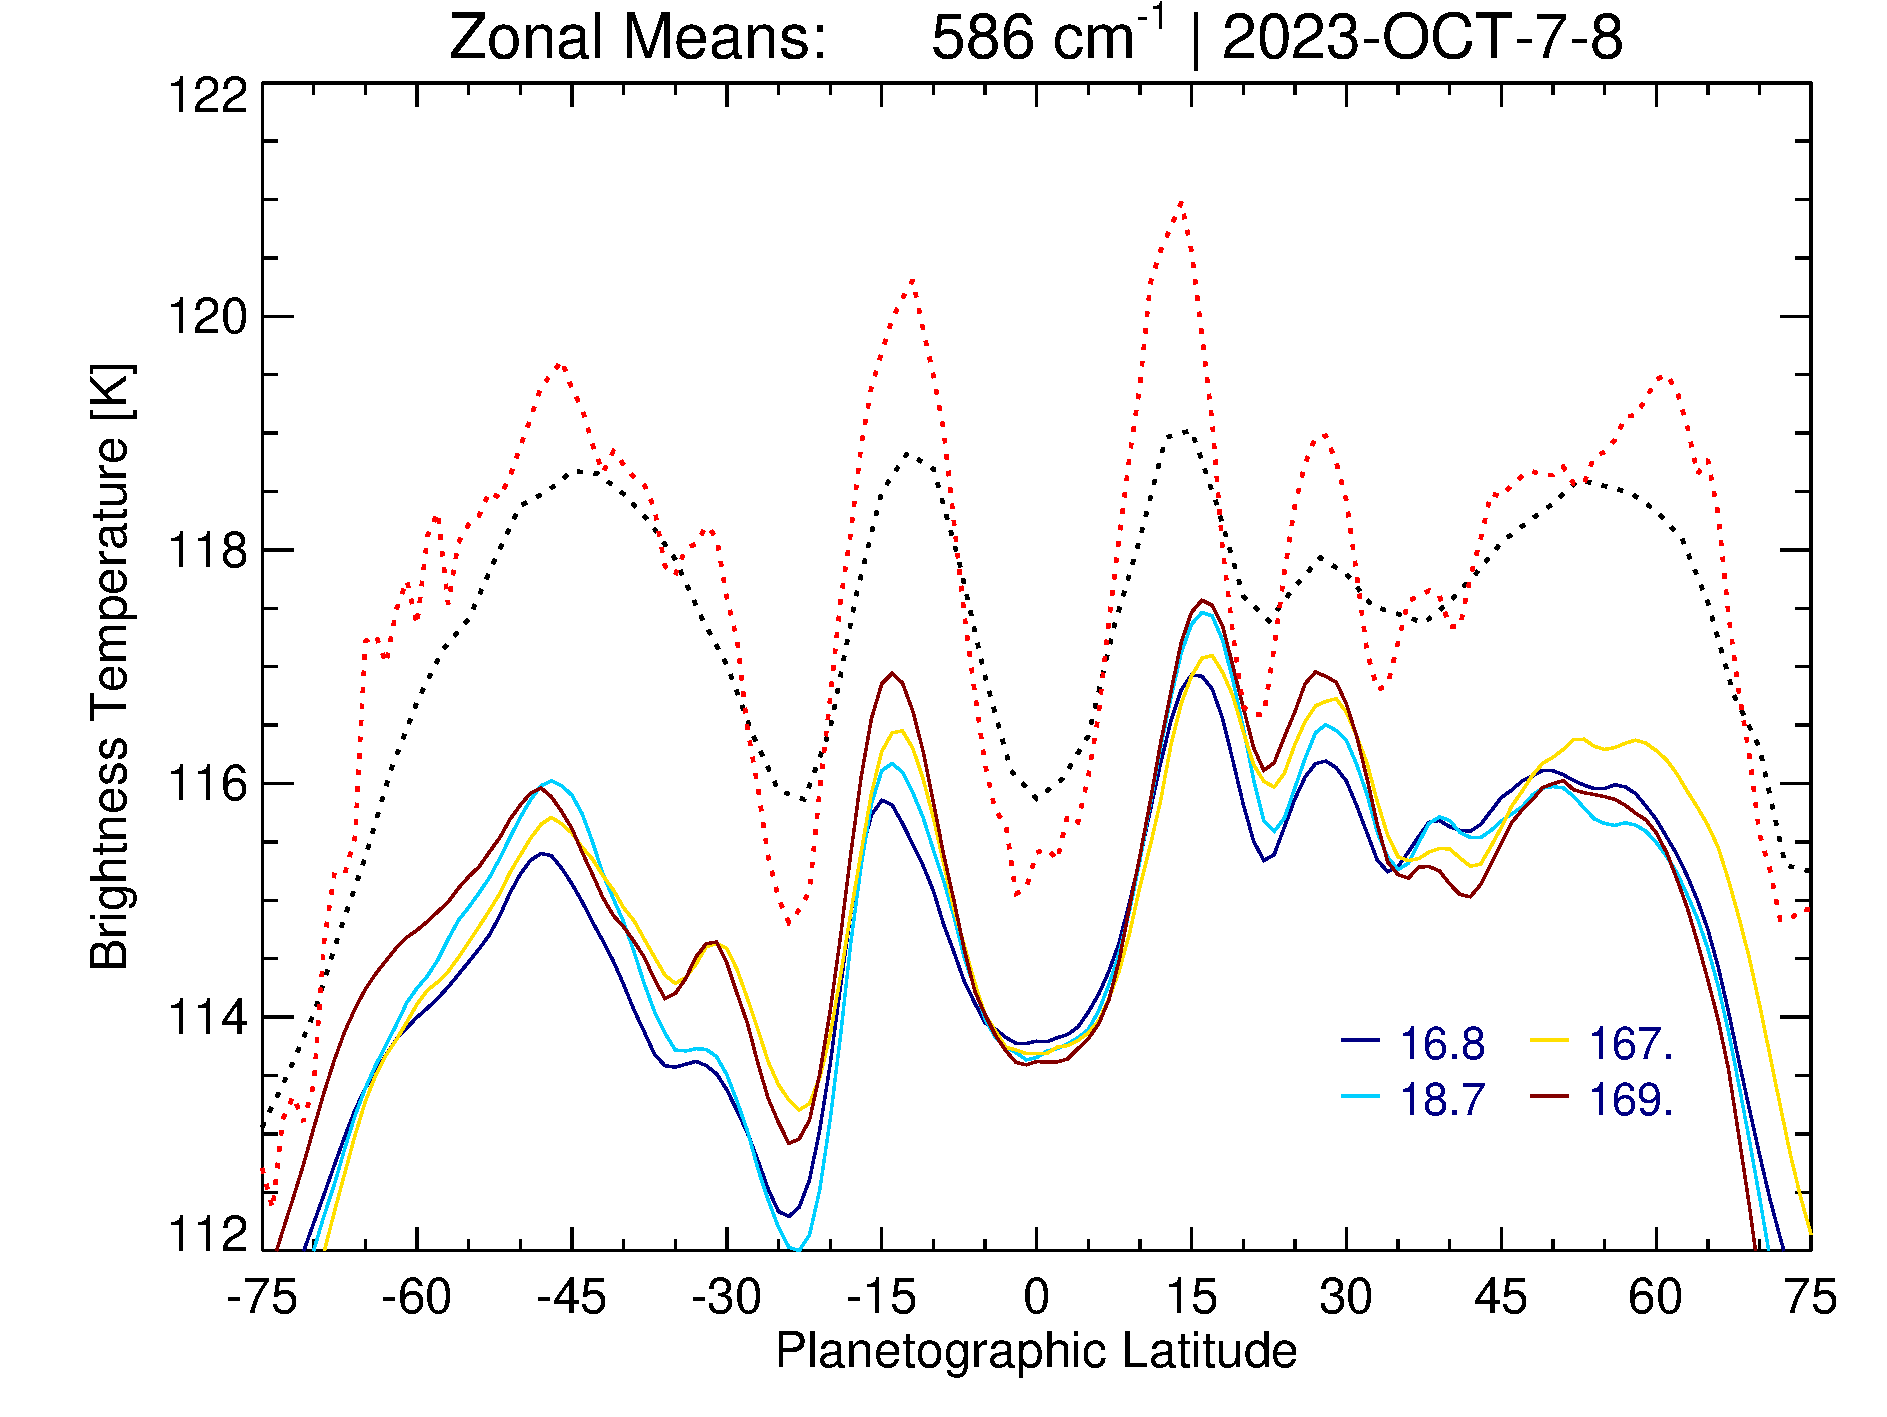 Zonal Means: 586 cm-1 | 2023-OCT-7-8
122
120
118
116
114
112
Brightness Temperature [K]
16.8 167.
18.7 169.
-75 -60 -45 -30 -15 0 15 30 45 60 75
Planetographic Latitude